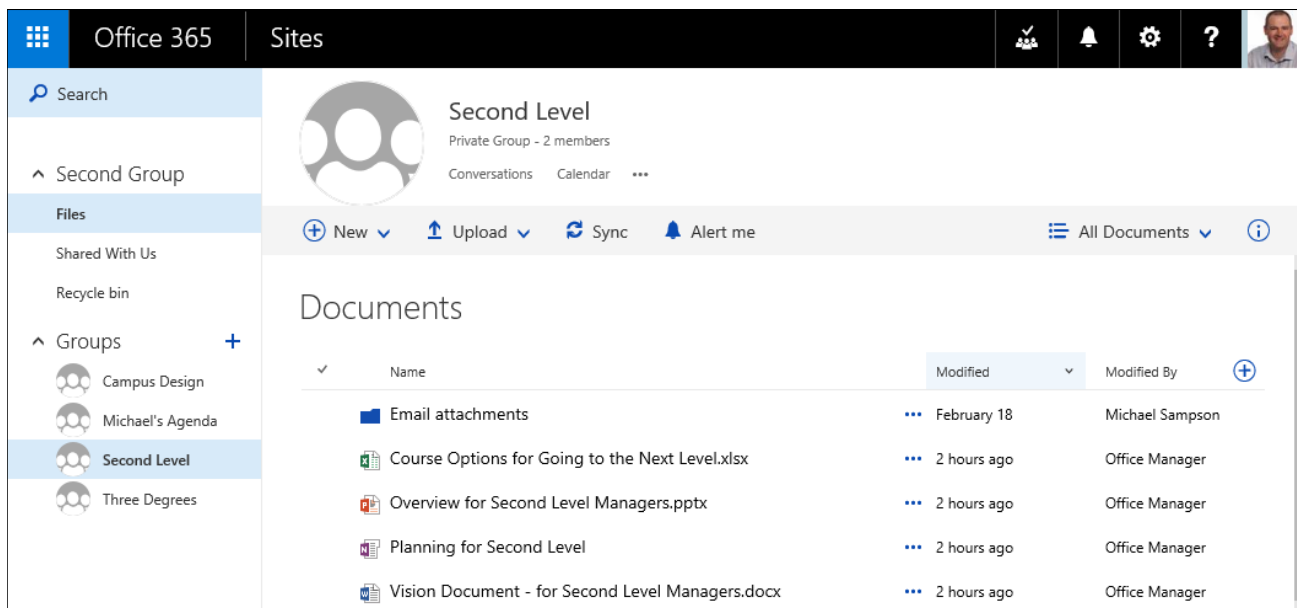 Office 365 Sites ?
Search
Second Group
Files
Shared With Us
Recycle bin
Groups
Campus Design
Michael's Agenda
Second Level
Three Degrees
Second Level
Private Group - 2 members
Conversations Calendar •••
New Upload Sync Alert me All Documents
Documents
Name Modified Modified By
Email attachments ••• February 18 Michael Sampson
Course Options for Going to the Next Level.xlsx ••• 2 hours ago Office Manager
Overview for Second Level Managers.pptx ••• 2 hours ago Office Manager
Planning for Second Level ••• 2 hours ago Office Manager
Vision Document - for Second Level Managers.docx ••• 2 hours ago Office Manager